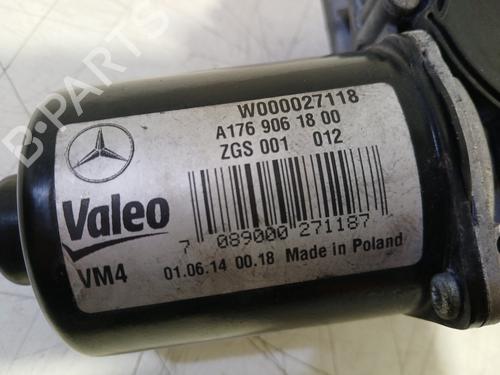 W000027118
A176 906 18 00
ZGS 001 012
Valeo
7 089000 271187
VM4 01.06.14 00.18 Made in Poland
B-PARTS